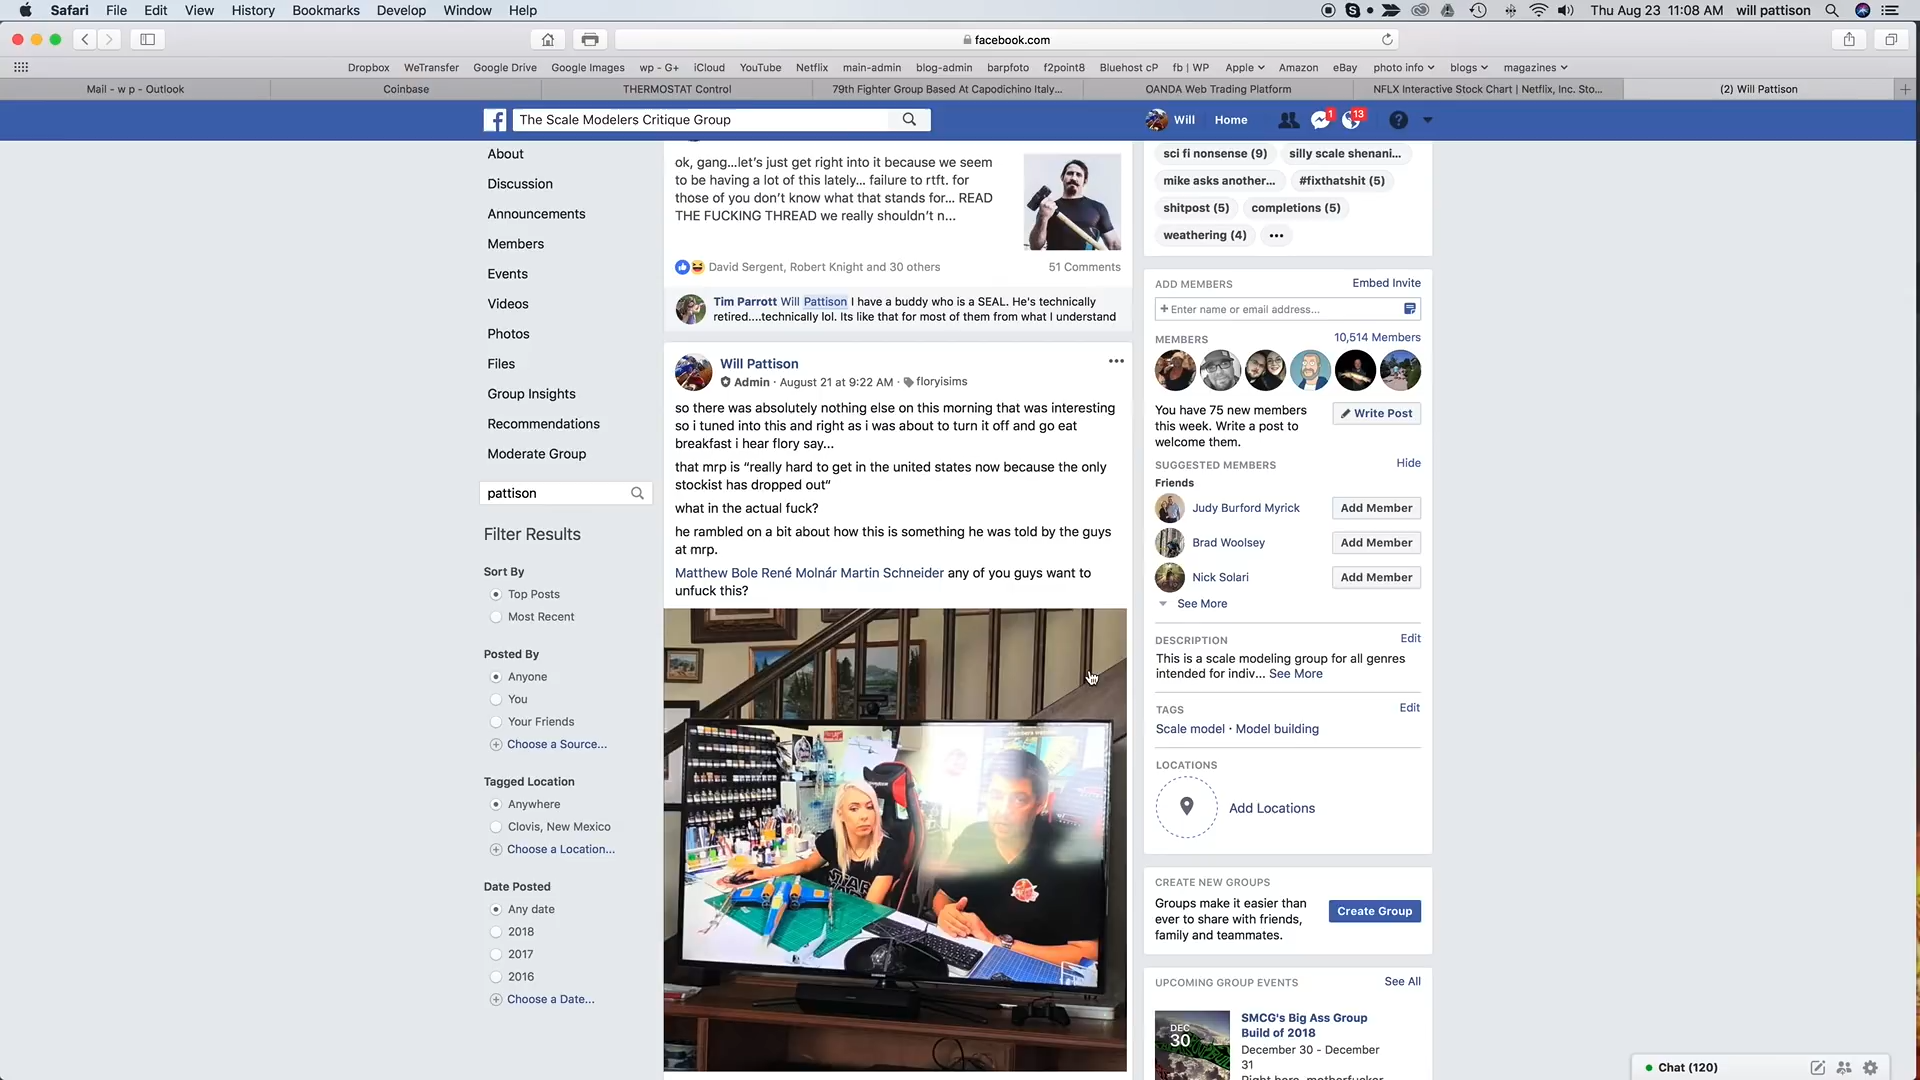 Safari File Edit View History Bookmarks Develop Window Help
Thu Aug 23 11:08 AM will pattison
facebook.com
Dropbox WeTransfer Google Drive Google Images wp - G+ iCloud YouTube Netflix main-admin blog-admin barpfoto f2point8 Bluehost cP fb | WP Apple Amazon eBay photo info blogs magazines
Mail - w p - Outlook
Coinbase
THERMOSTAT Control
79th Fighter Group Based At Capodichino Italy...
OANDA Web Trading Platform
NFLX Interactive Stock Chart | Netflix, Inc. Sto...
(2) Will Pattison
The Scale Modelers Critique Group
Will Home
1
13
About
Discussion
Announcements
Members
Events
Videos
Photos
Files
Group Insights
Recommendations
Moderate Group
pattison
Filter Results
Sort By
Top Posts
Most Recent
Posted By
Anyone
You
Your Friends
Choose a Source...
Tagged Location
Anywhere
Clovis, New Mexico
Choose a Location...
Date Posted
Any date
2018
2017
2016
Choose a Date...
ok, gang...let's just get right into it because we seem
to be having a lot of this lately... failure to rtft. for
those of you don't know what that stands for... READ
THE FUCKING THREAD we really shouldn't n...
David Sergent, Robert Knight and 30 others
51 Comments
Tim Parrott Will Pattison I have a buddy who is a SEAL. He's technically
retired....technically lol. Its like that for most of them from what I understand
Will Pattison
Admin · August 21 at 9:22 AM · floryisims
so there was absolutely nothing else on this morning that was interesting
so i tuned into this and right as i was about to turn it off and go eat
breakfast i hear flory say...
that mrp is “really hard to get in the united states now because the only
stockist has dropped out“
what in the actual fuck?
he rambled on a bit about how this is something he was told by the guys
at mrp.
Matthew Bole René Molnár Martin Schneider any of you guys want to
unfuck this?
STAR
sci fi nonsense (9)
silly scale shenani...
mike asks another...
#fixthatshit (5)
shitpost (5)
completions (5)
weathering (4)
ADD MEMBERS
Embed Invite
+ Enter name or email address...
MEMBERS
10,514 Members
You have 75 new members
this week. Write a post to
welcome them.
Write Post
SUGGESTED MEMBERS
Hide
Friends
Judy Burford Myrick
Add Member
Brad Woolsey
Add Member
Nick Solari
Add Member
See More
DESCRIPTION
Edit
This is a scale modeling group for all genres
intended for indiv... See More
TAGS
Edit
Scale model · Model building
LOCATIONS
Add Locations
CREATE NEW GROUPS
Groups make it easier than
ever to share with friends,
family and teammates.
Create Group
UPCOMING GROUP EVENTS
See All
DEC
30
SMCG's Big Ass Group
Build of 2018
December 30 - December
31
Right here, motherfucker
Chat (120)